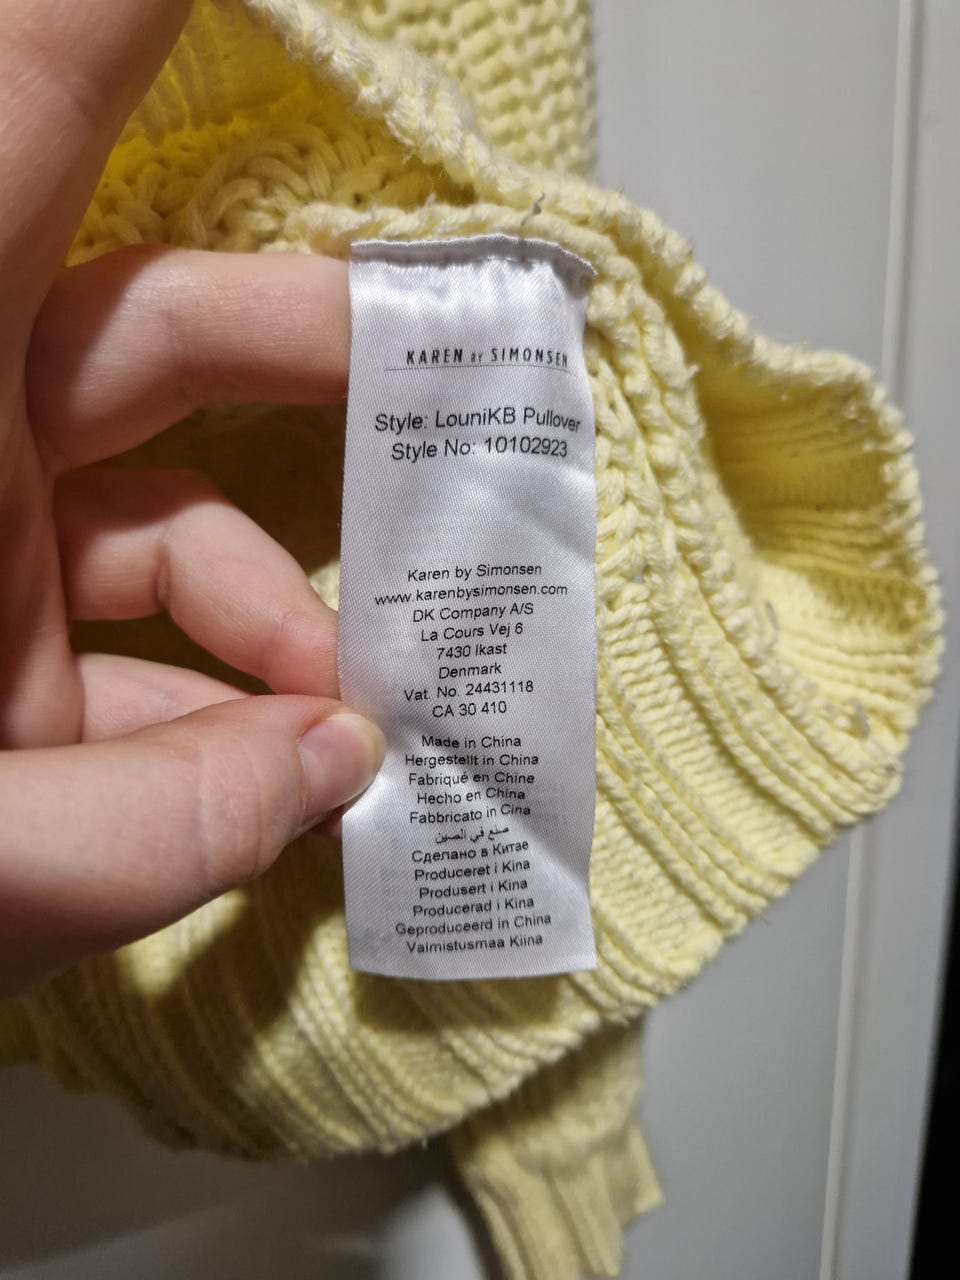 KAREN BY SIMONSEN
Style: LouniKB Pullover
Style No: 10102923
Karen by Simonsen
www.karenbysimonsen.com
DK Company A/S
La Cours Vej 6
7430 Ikast
Denmark
Vat. No. 24431118
CA 30 410
Made in China
Hergestellt in China
Fabriqué en Chine
Hecho en China
Fabbricato in Cina
صنع في الصين
Сделано в Китае
Produceret i Kina
Produsert i Kina
Producerad i Kina
Geproduceerd in China
Valmistusmaa Kiina